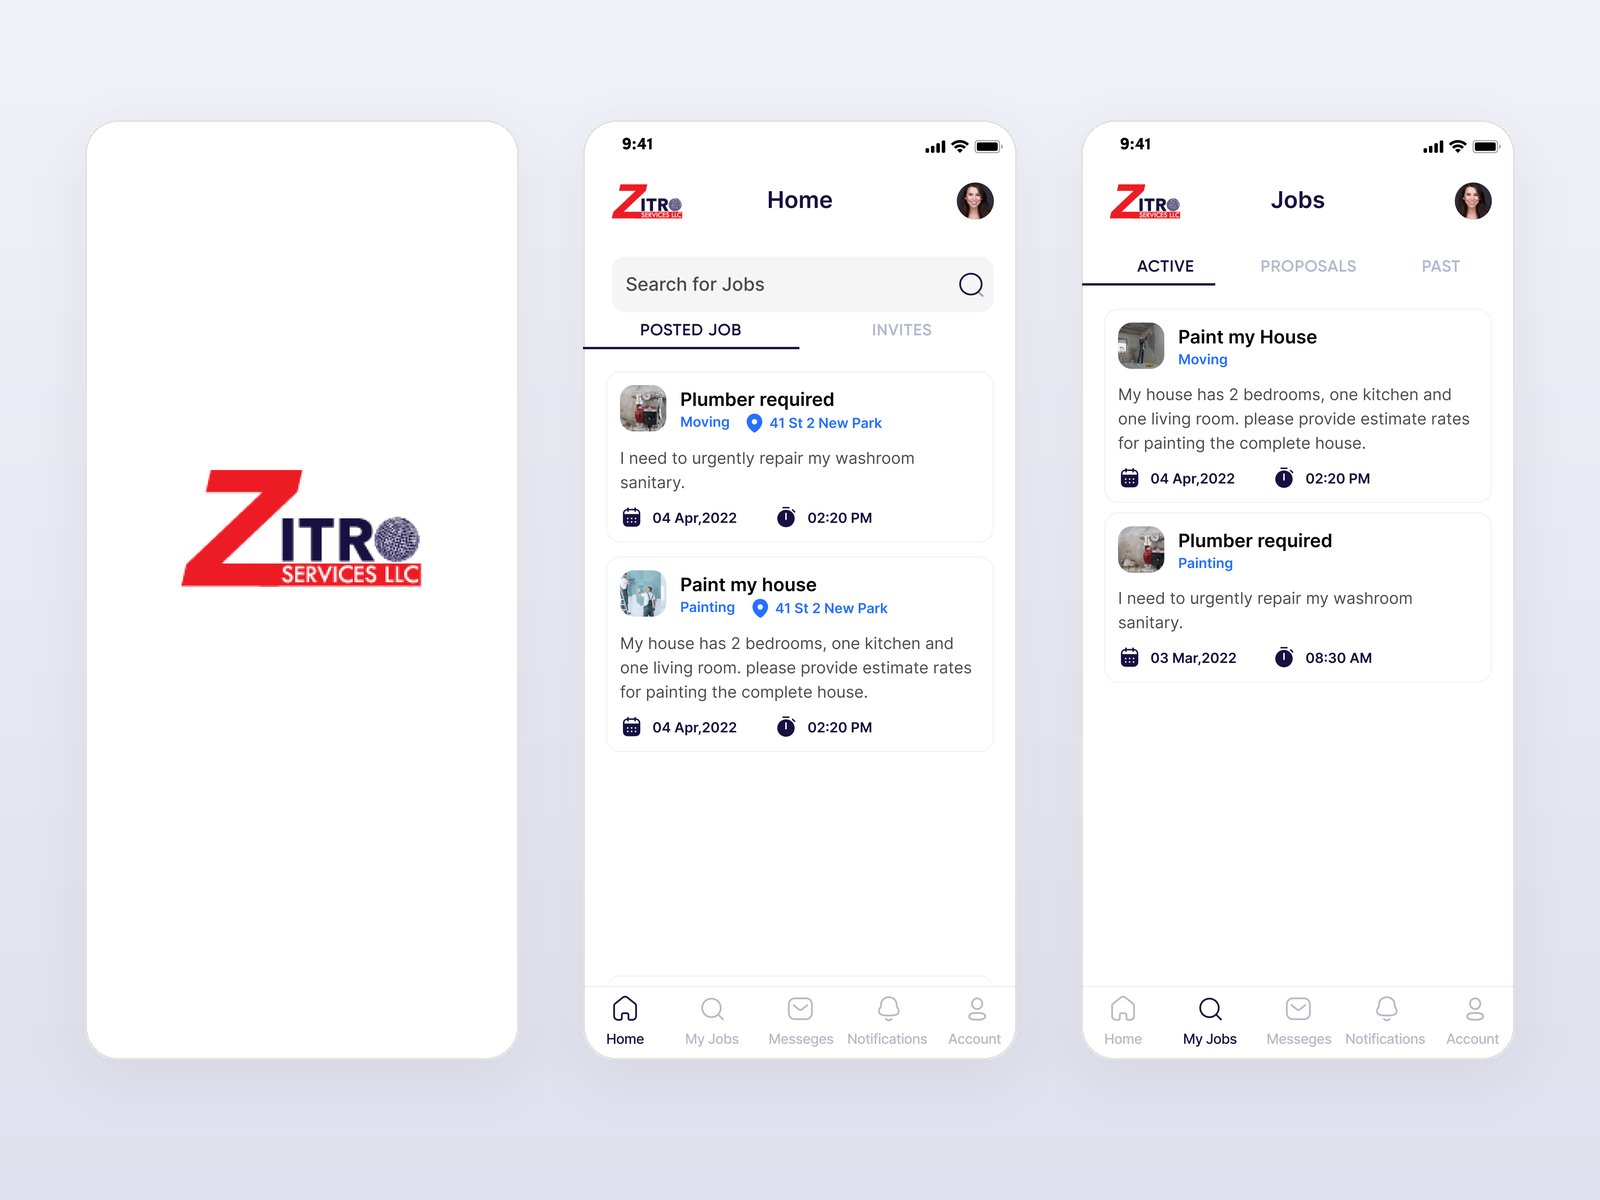 ZITRO
SERVICES LLC
9:41
ZITRO
SERVICES LLC
Home
Search for Jobs
POSTED JOB INVITES
Plumber required
Moving 41 St 2 New Park
I need to urgently repair my washroom
sanitary.
04 Apr,2022 02:20 PM
Paint my house
Painting 41 St 2 New Park
My house has 2 bedrooms, one kitchen and
one living room. please provide estimate rates
for painting the complete house.
04 Apr,2022 02:20 PM
Home My Jobs Messeges Notifications Account
9:41
ZITRO
SERVICES LLC
Jobs
ACTIVE PROPOSALS PAST
Paint my House
Moving
My house has 2 bedrooms, one kitchen and
one living room. please provide estimate rates
for painting the complete house.
04 Apr,2022 02:20 PM
Plumber required
Painting
I need to urgently repair my washroom
sanitary.
03 Mar,2022 08:30 AM
Home My Jobs Messeges Notifications Account